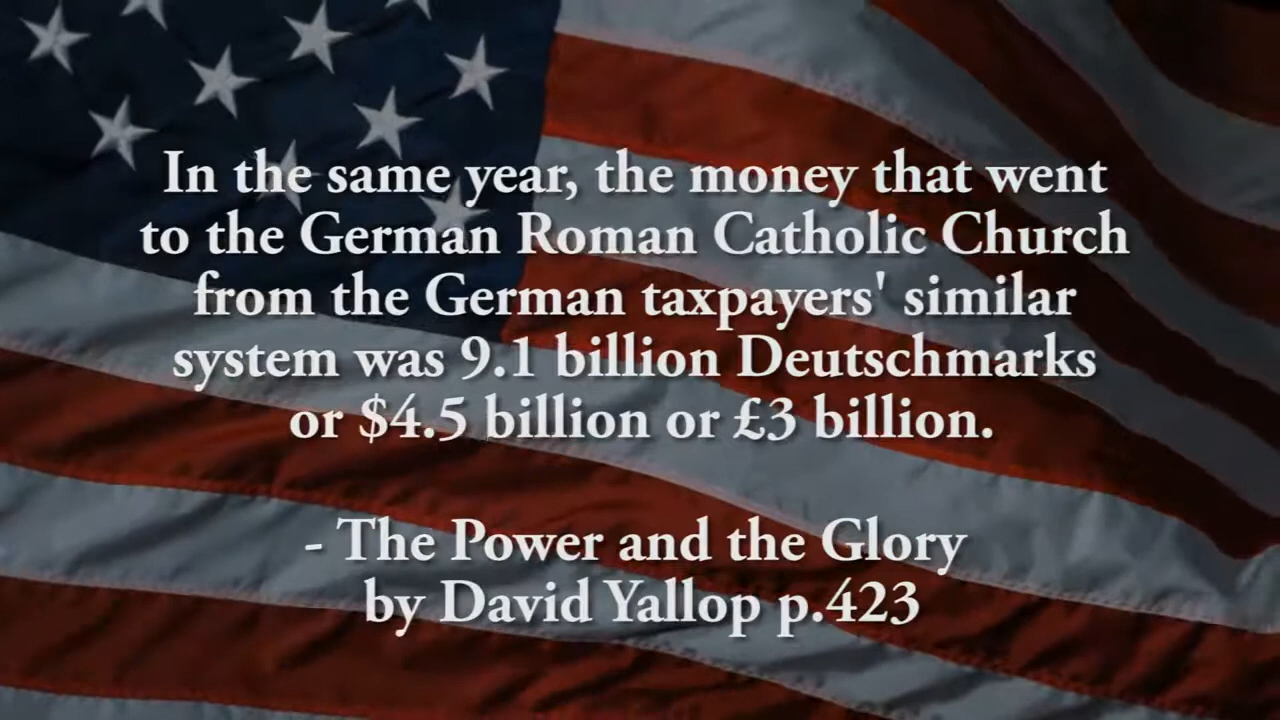 In the same year, the money that went
to the German Roman Catholic Church
from the German taxpayers' similar
system was 9.1 billion Deutschmarks
or $4.5 billion or £3 billion.
- The Power and the Glory
by David Yallop p.423